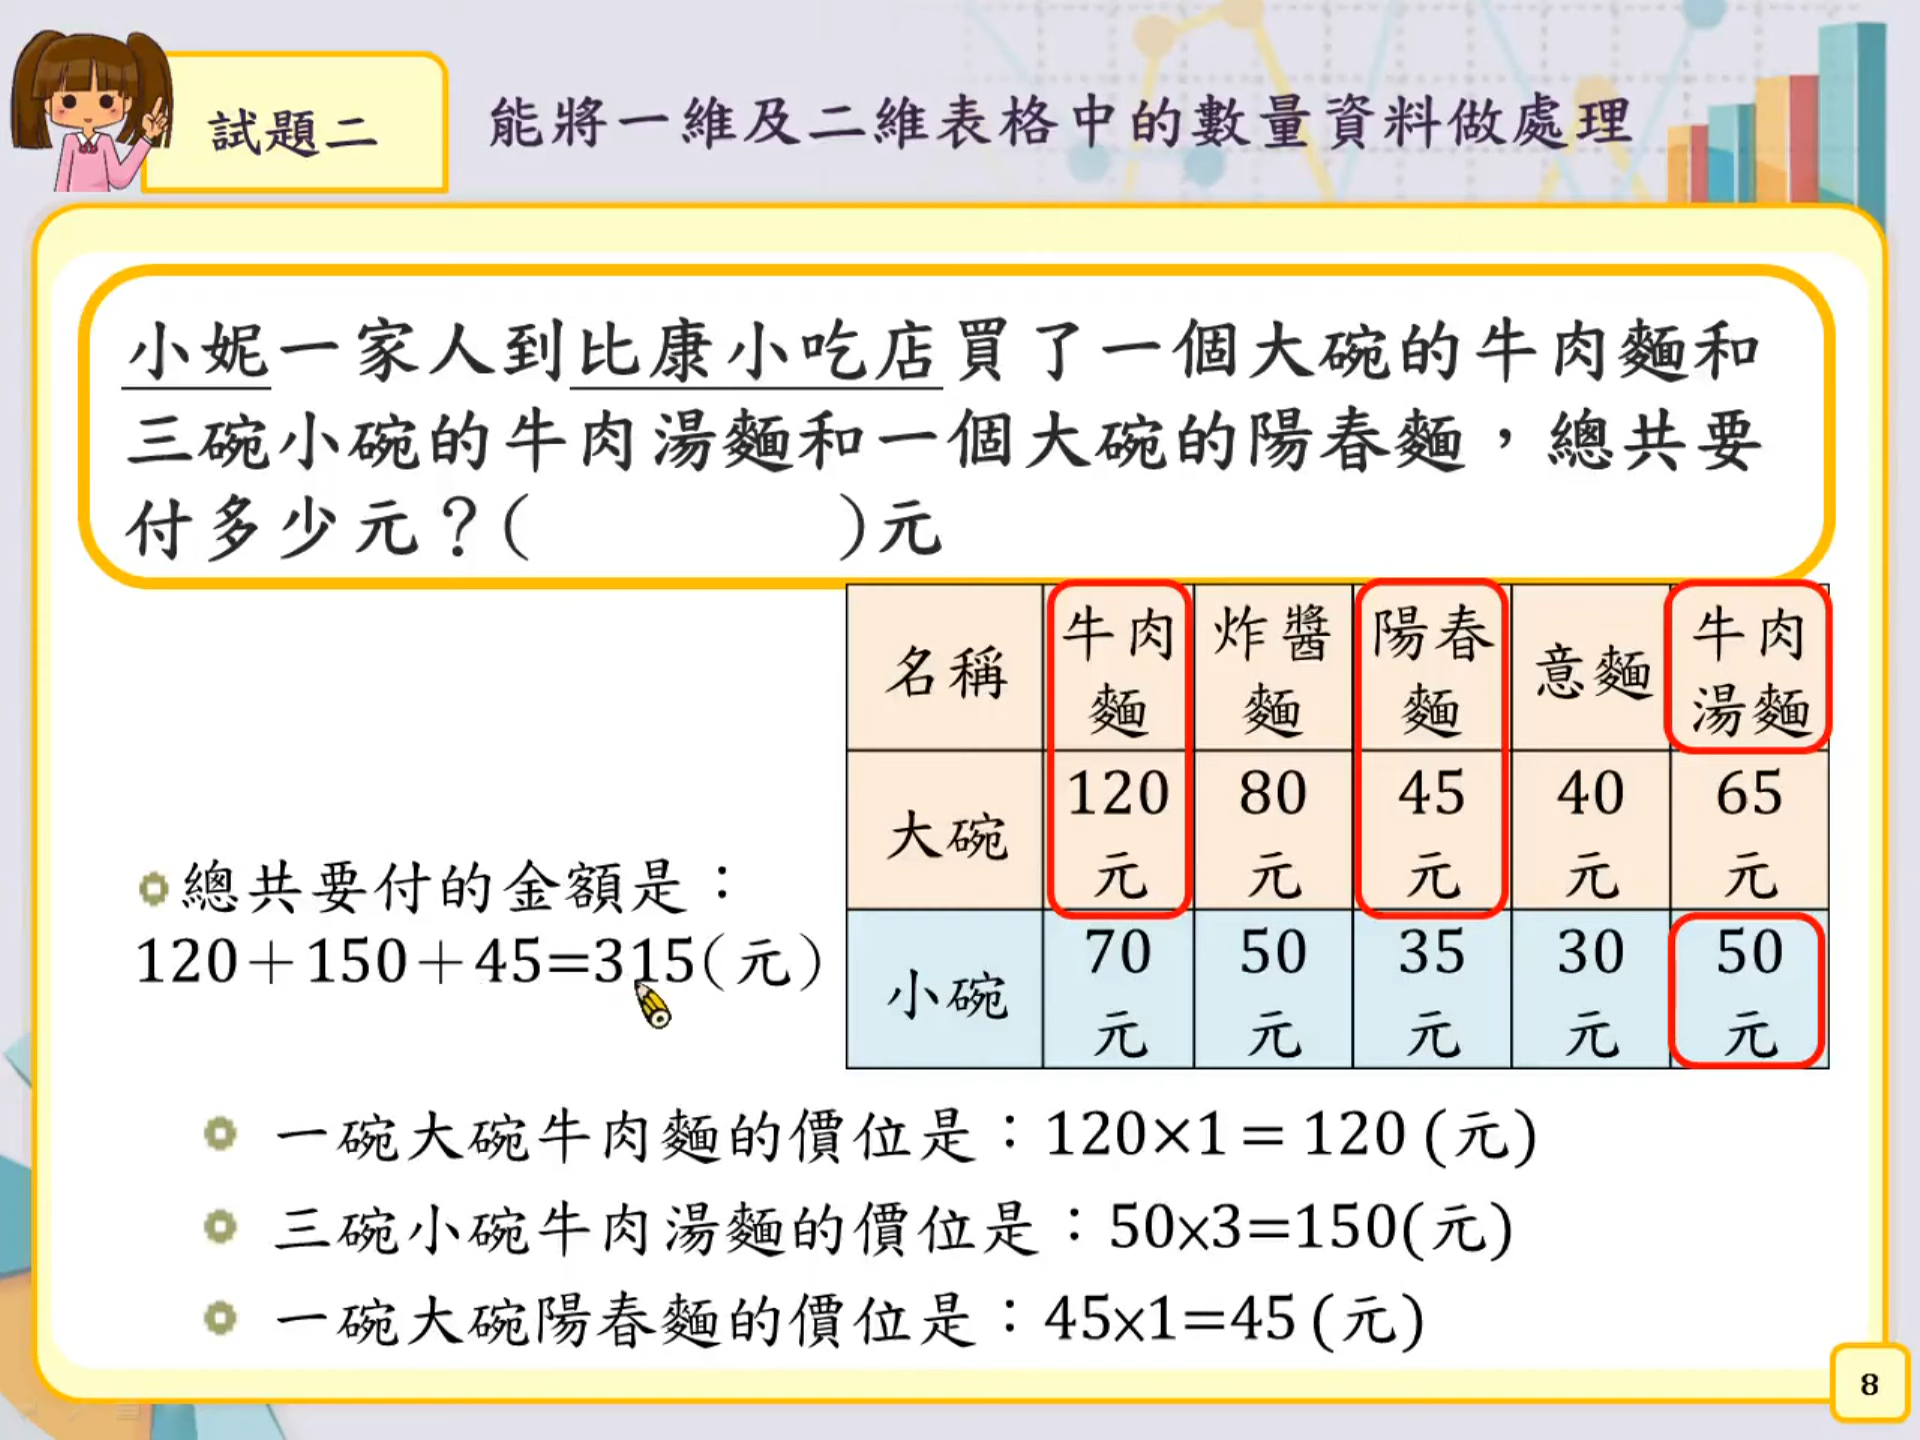 試題二
能將一維及二維表格中的數量資料做處理
小妮一家人到比康小吃店買了一個大碗的牛肉麵和
三碗小碗的牛肉湯麵和一個大碗的陽春麵，總共要
付多少元？(　　　　)元
名稱 牛肉麵 炸醬麵 陽春麵 意麵 牛肉湯麵
大碗 120元 80元 45元 40元 65元
小碗 70元 50元 35元 30元 50元
總共要付的金額是：
120＋150＋45=315(元)
一碗大碗牛肉麵的價位是：120×1= 120 (元)
三碗小碗牛肉湯麵的價位是：50×3=150(元)
一碗大碗陽春麵的價位是：45×1=45 (元)
8